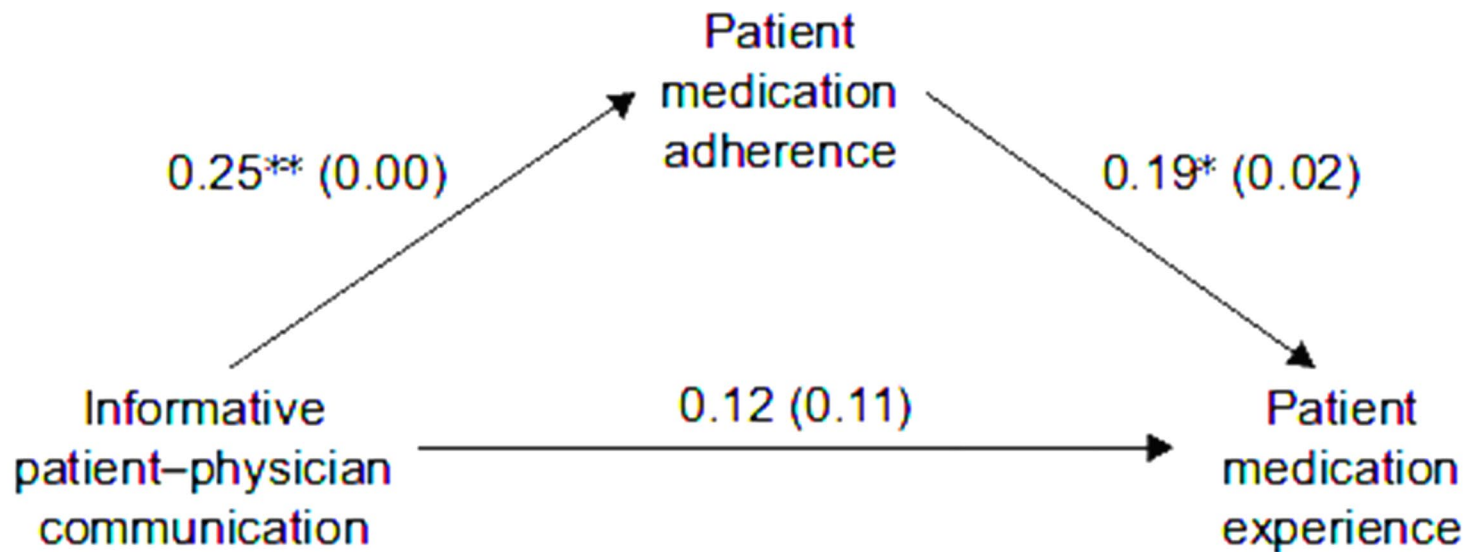 Patient
medication
adherence
0.25** (0.00)
0.19* (0.02)
0.12 (0.11)
Informative
patient–physician
communication
Patient
medication
experience